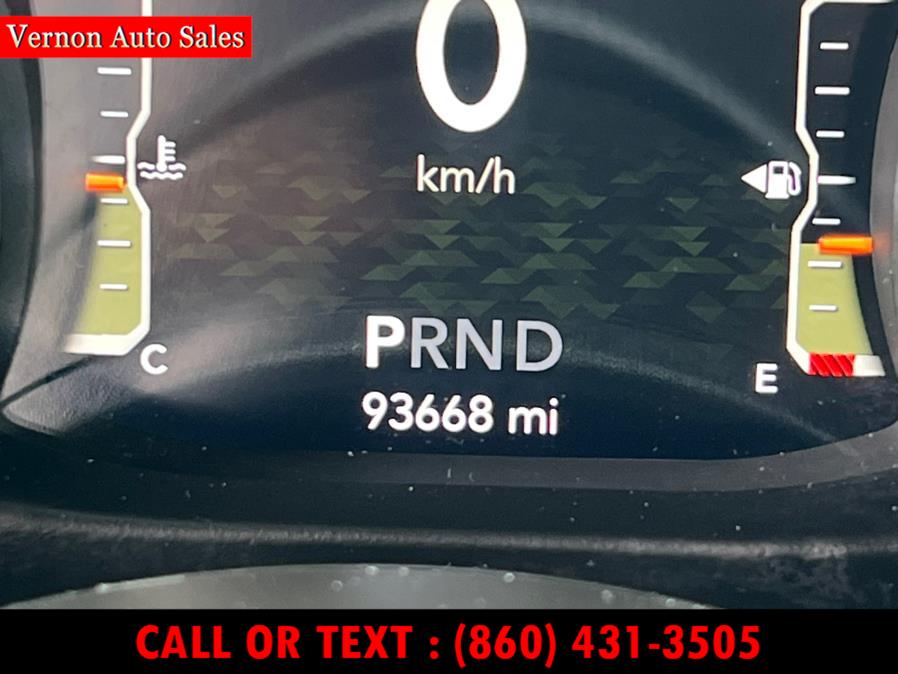 Vernon Auto Sales
0
km/h
PRND
C
E
93668 mi
CALL OR TEXT : (860) 431-3505